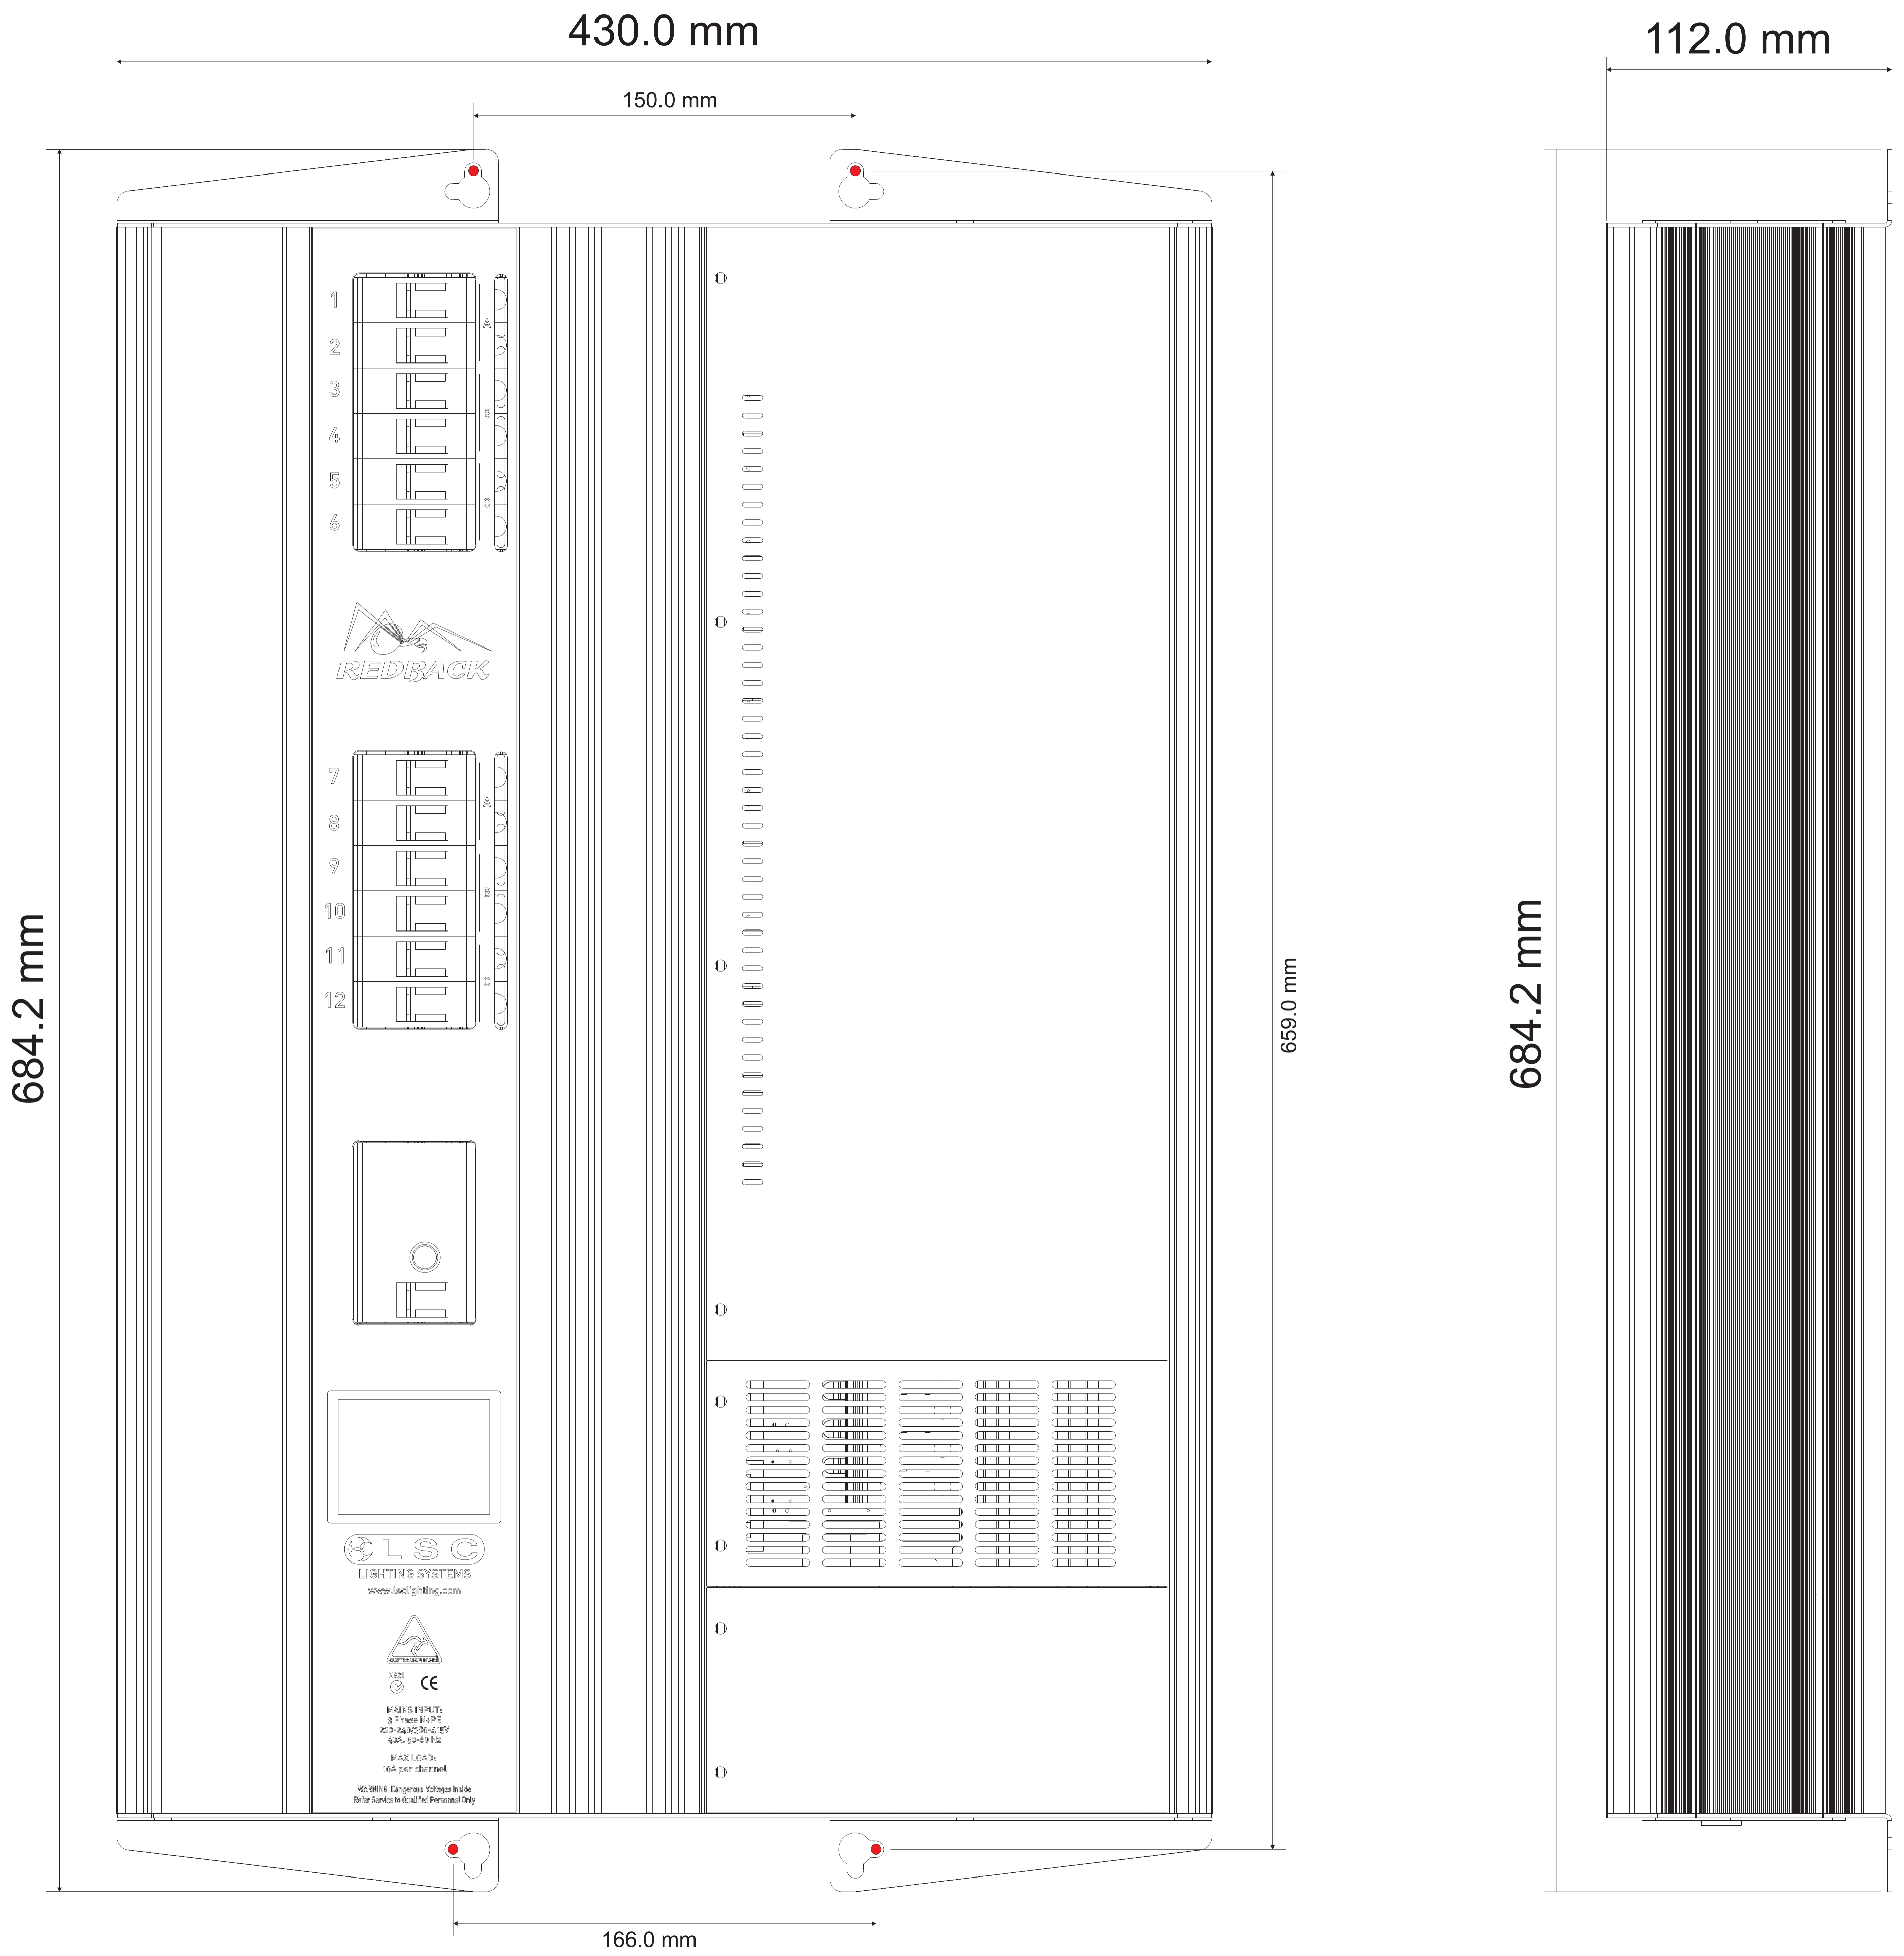 430.0 mm
112.0 mm
150.0 mm
1
A
2
3
B
4
5
C
6
REDBACK
7
A
8
9
B
10
11
C
12
684.2 mm
659.0 mm
684.2 mm
LSC
LIGHTING SYSTEMS
www.lsclighting.com
AUSTRALIAN MADE
N921
CE
MAINS INPUT:
3 Phase N+PE
220-240/380-415V
40A. 50-60 Hz
MAX LOAD:
10A per channel
WARNING. Dangerous Voltages Inside
Refer Service to Qualified Personnel Only
166.0 mm